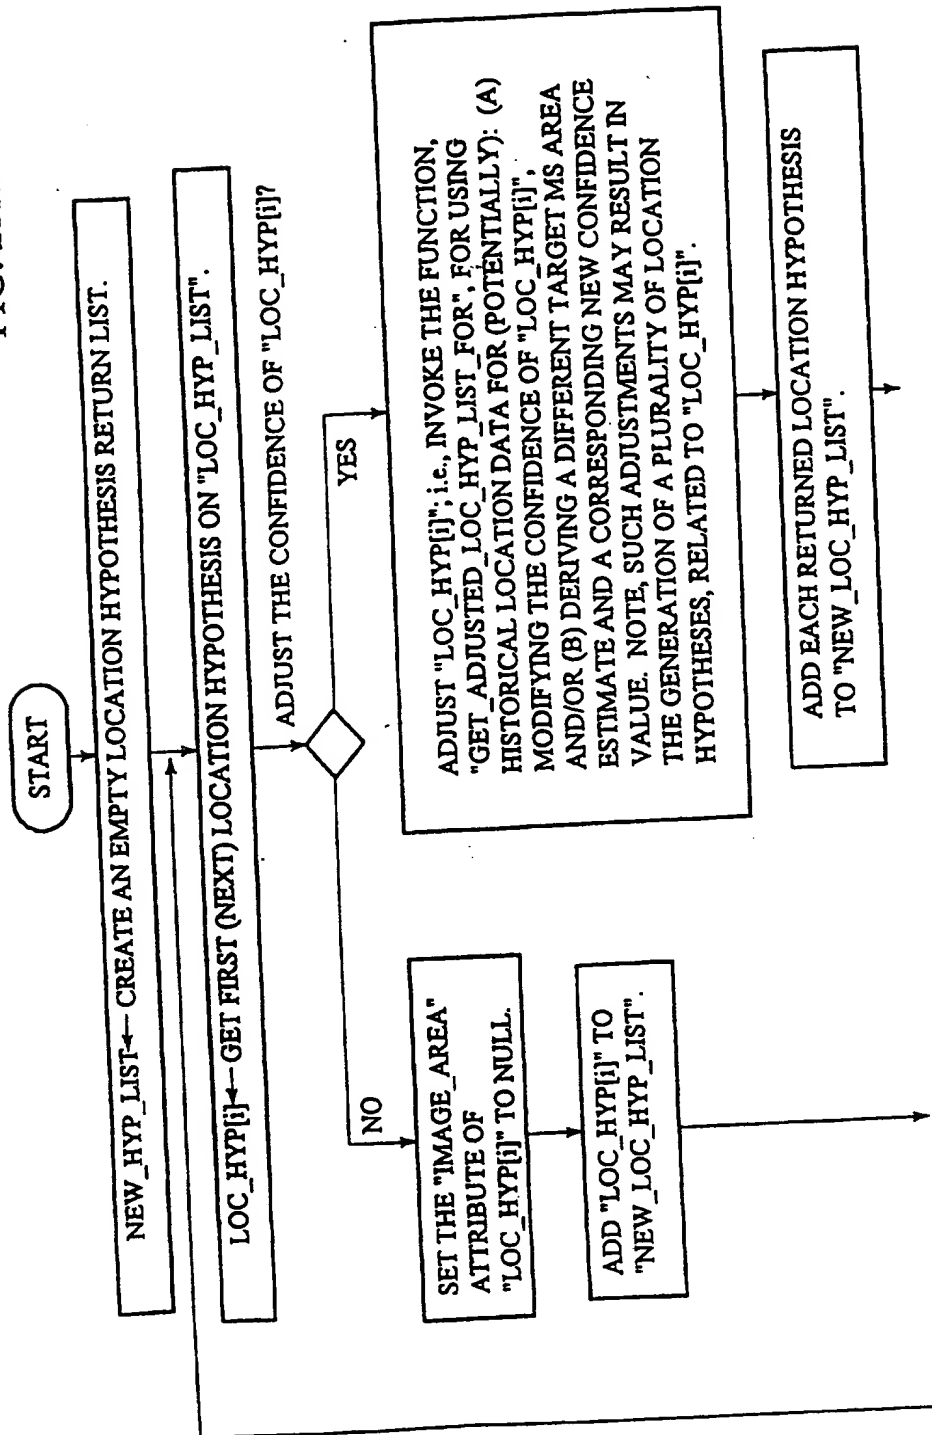 START
NEW_HYP_LIST← CREATE AN EMPTY LOCATION HYPOTHESIS RETURN LIST.
LOC_HYP[i]← GET FIRST (NEXT) LOCATION HYPOTHESIS ON "LOC_HYP_LIST".
ADJUST THE CONFIDENCE OF "LOC_HYP[i]?
NO
YES
SET THE "IMAGE_AREA"
ATTRIBUTE OF
"LOC_HYP[i]" TO NULL.
ADD "LOC_HYP[i]" TO
"NEW_LOC_HYP_LIST".
ADJUST "LOC_HYP[i]"; i.e., INVOKE THE FUNCTION,
"GET_ADJUSTED_LOC_HYP_LIST_FOR", FOR USING
HISTORICAL LOCATION DATA FOR (POTENTIALLY): (A)
MODIFYING THE CONFIDENCE OF "LOC_HYP[i]",
AND/OR (B) DERIVING A DIFFERENT TARGET MS AREA
ESTIMATE AND A CORRESPONDING NEW CONFIDENCE
VALUE. NOTE, SUCH ADJUSTMENTS MAY RESULT IN
THE GENERATION OF A PLURALITY OF LOCATION
HYPOTHESES, RELATED TO "LOC_HYP[i]".
ADD EACH RETURNED LOCATION HYPOTHESIS
TO "NEW_LOC_HYP_LIST".